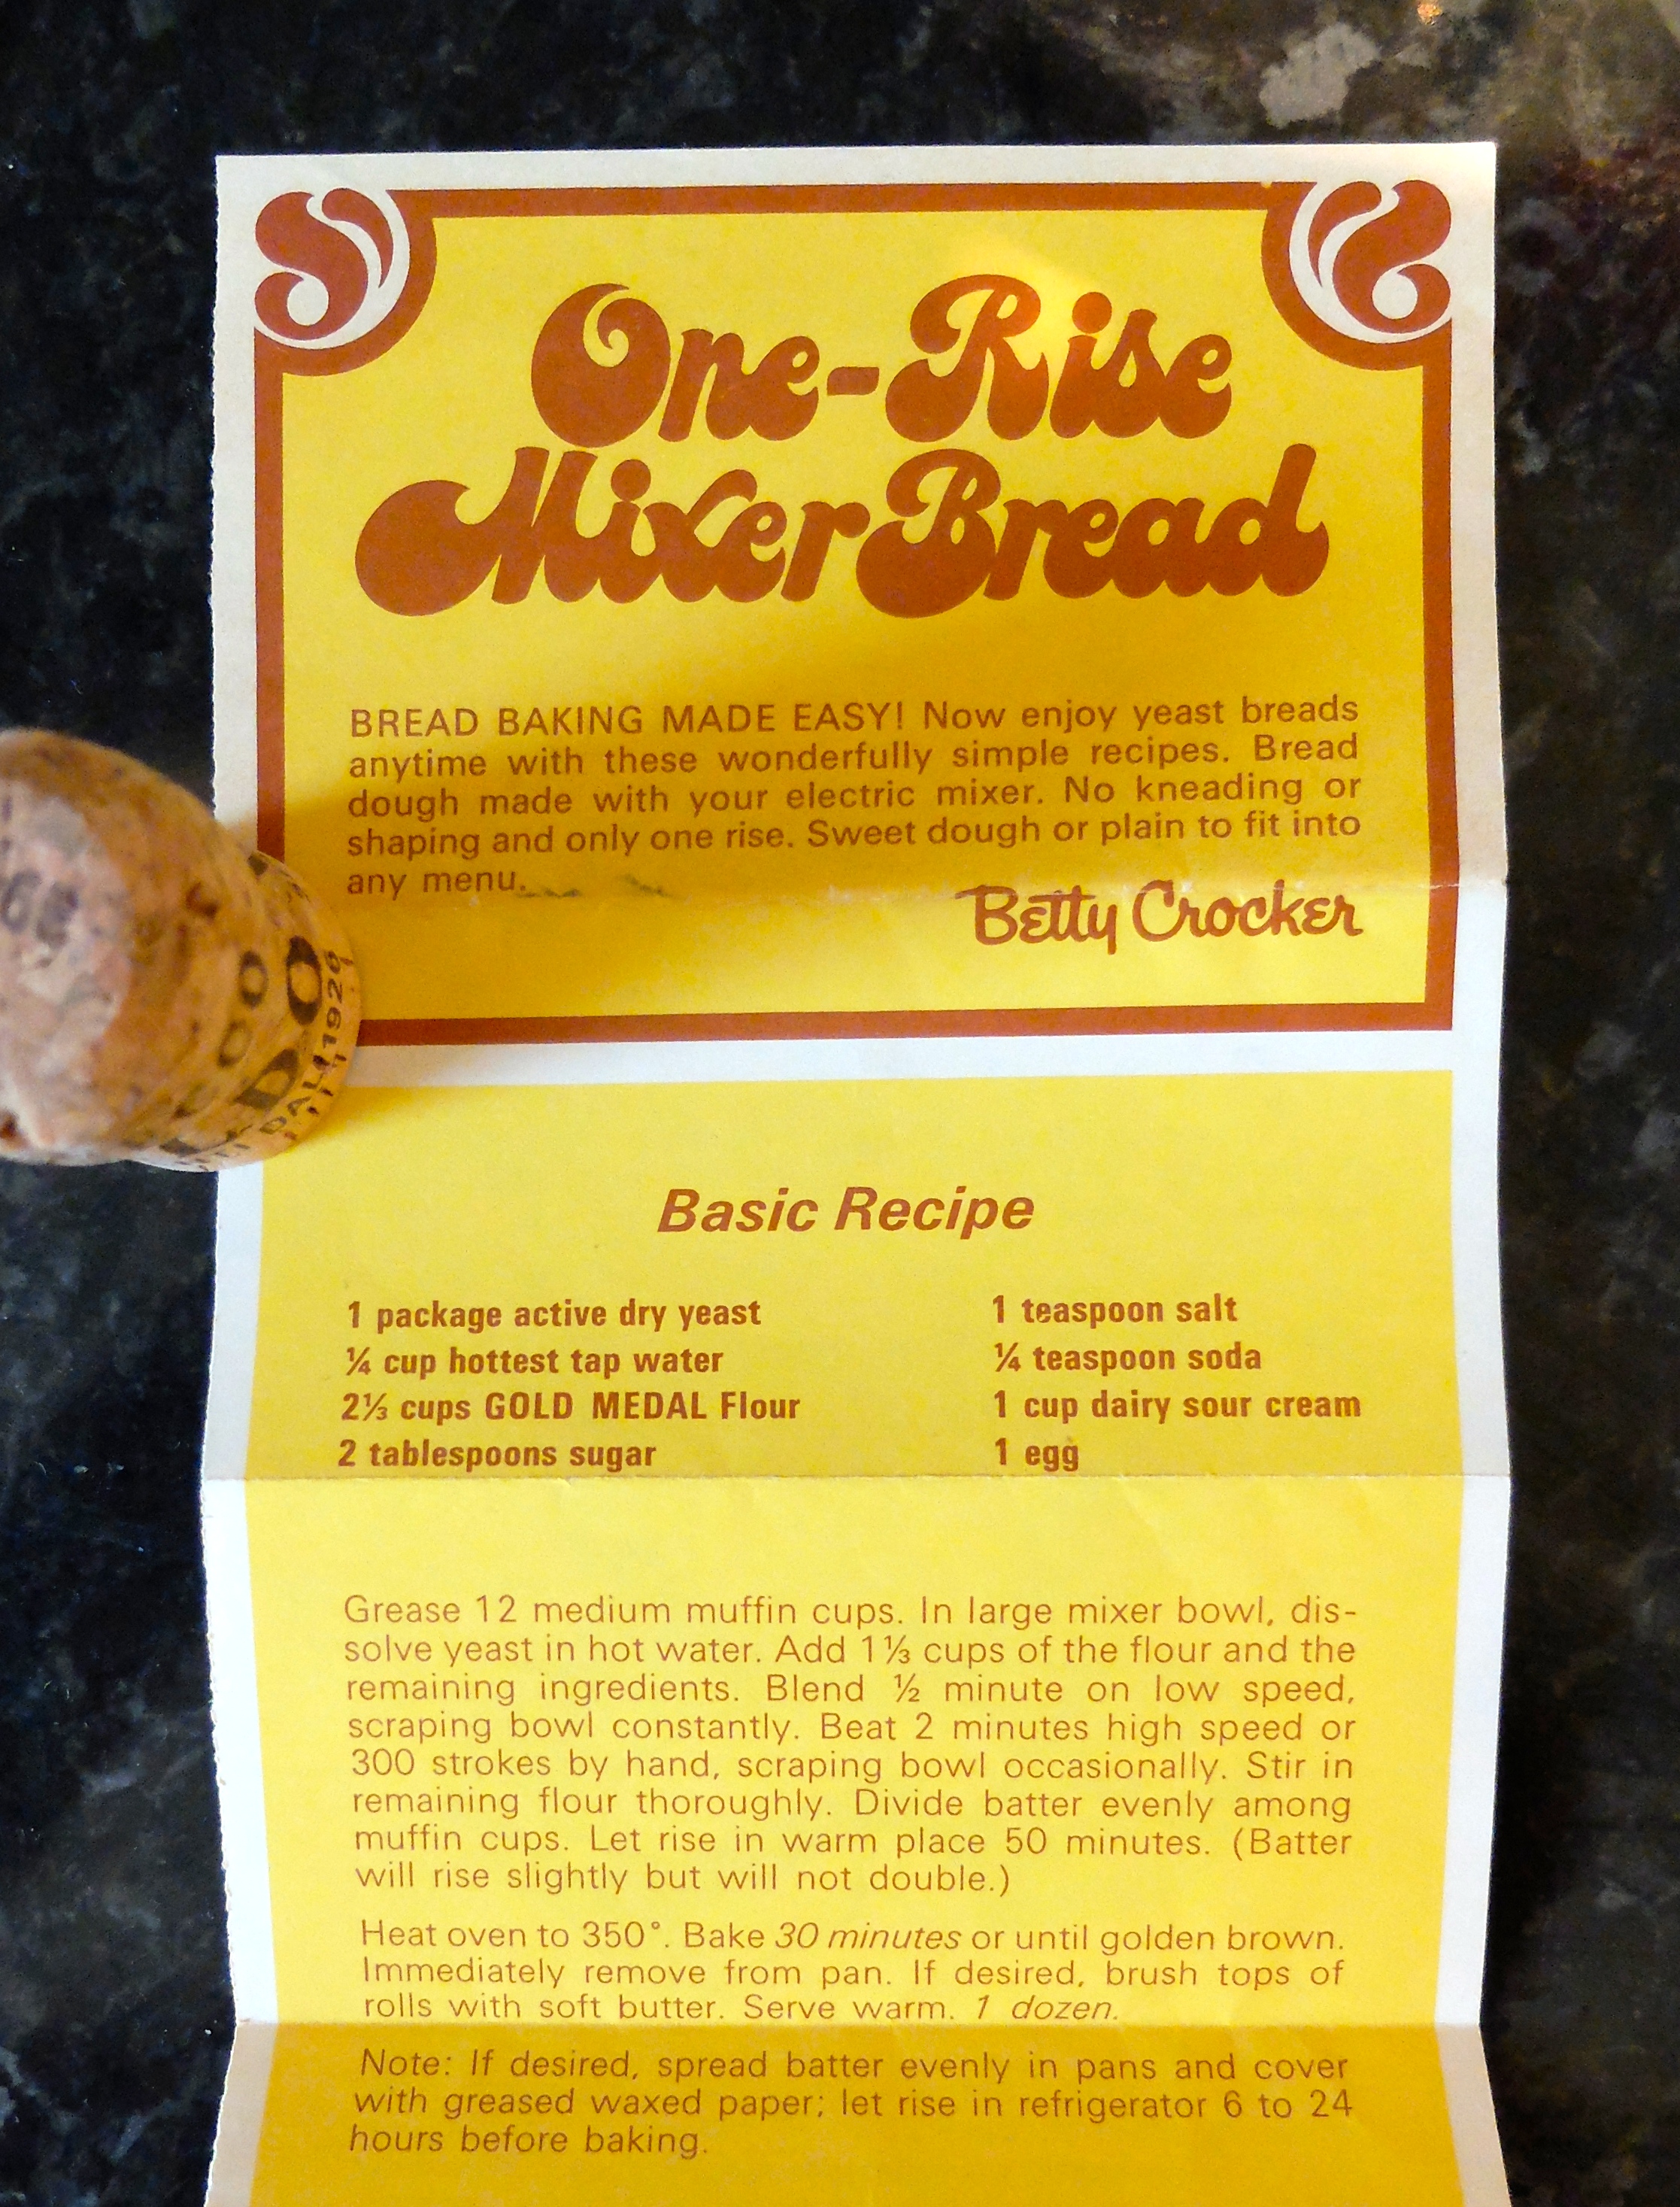 One-Rise
Mixer Bread
BREAD BAKING MADE EASY! Now enjoy yeast breads
anytime with these wonderfully simple recipes. Bread
dough made with your electric mixer. No kneading or
shaping and only one rise. Sweet dough or plain to fit into
any menu.
Betty Crocker
DALL 1926
Basic Recipe
1 package active dry yeast
¼ cup hottest tap water
2⅓ cups GOLD MEDAL Flour
2 tablespoons sugar
1 teaspoon salt
¼ teaspoon soda
1 cup dairy sour cream
1 egg
Grease 12 medium muffin cups. In large mixer bowl, dis-
solve yeast in hot water. Add 1⅓ cups of the flour and the
remaining ingredients. Blend ½ minute on low speed,
scraping bowl constantly. Beat 2 minutes high speed or
300 strokes by hand, scraping bowl occasionally. Stir in
remaining flour thoroughly. Divide batter evenly among
muffin cups. Let rise in warm place 50 minutes. (Batter
will rise slightly but will not double.)
Heat oven to 350°. Bake 30 minutes or until golden brown.
Immediately remove from pan. If desired, brush tops of
rolls with soft butter. Serve warm. 1 dozen.
Note: If desired, spread batter evenly in pans and cover
with greased waxed paper; let rise in refrigerator 6 to 24
hours before baking.